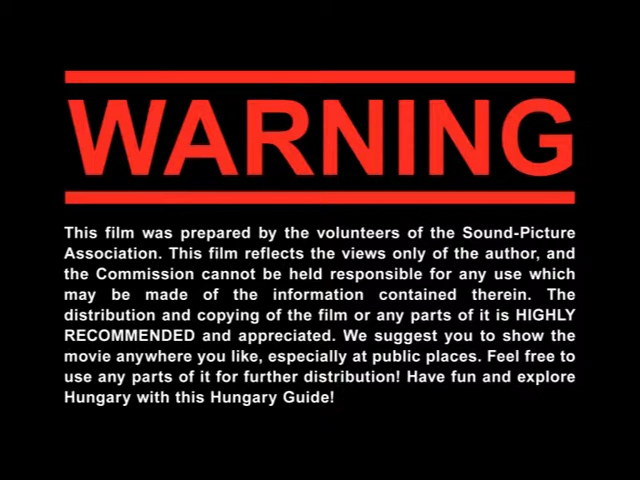 WARNING
This film was prepared by the volunteers of the Sound-Picture
Association. This film reflects the views only of the author, and
the Commission cannot be held responsible for any use which
may be made of the information contained therein. The
distribution and copying of the film or any parts of it is HIGHLY
RECOMMENDED and appreciated. We suggest you to show the
movie anywhere you like, especially at public places. Feel free to
use any parts of it for further distribution! Have fun and explore
Hungary with this Hungary Guide!